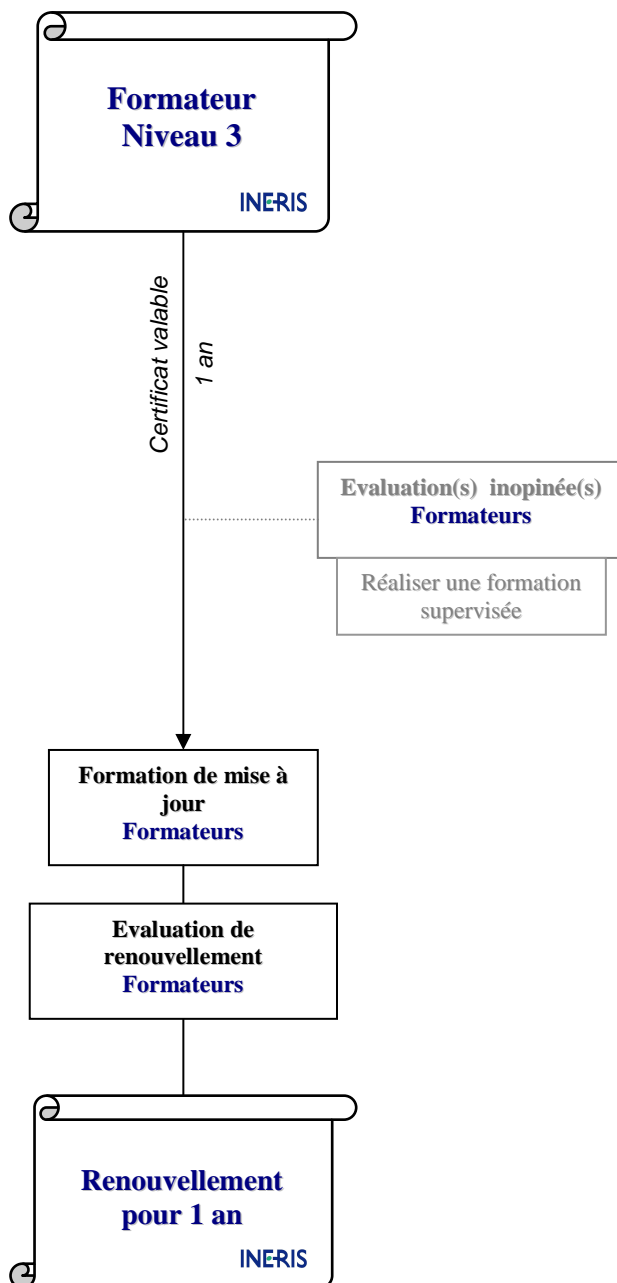 Formateur
Niveau 3
INERIS
Certificat valable
1 an
Evaluation(s) inopinée(s)
Formateurs
Réaliser une formation
supervisée
Formation de mise à
jour
Formateurs
Evaluation de
renouvellement
Formateurs
Renouvellement
pour 1 an
INERIS